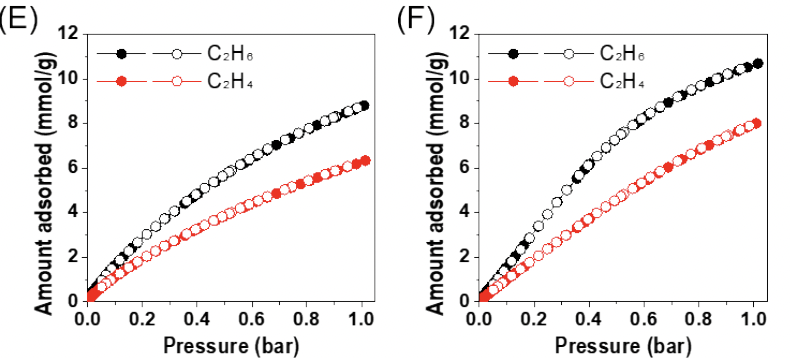 (E)
Amount adsorbed (mmol/g)
12
10
8
6
4
2
0
C₂H₆
C₂H₄
0.0 0.2 0.4 0.6 0.8 1.0
Pressure (bar)
(F)
Amount adsorbed (mmol/g)
12
10
8
6
4
2
0
C₂H₆
C₂H₄
0.0 0.2 0.4 0.6 0.8 1.0
Pressure (bar)